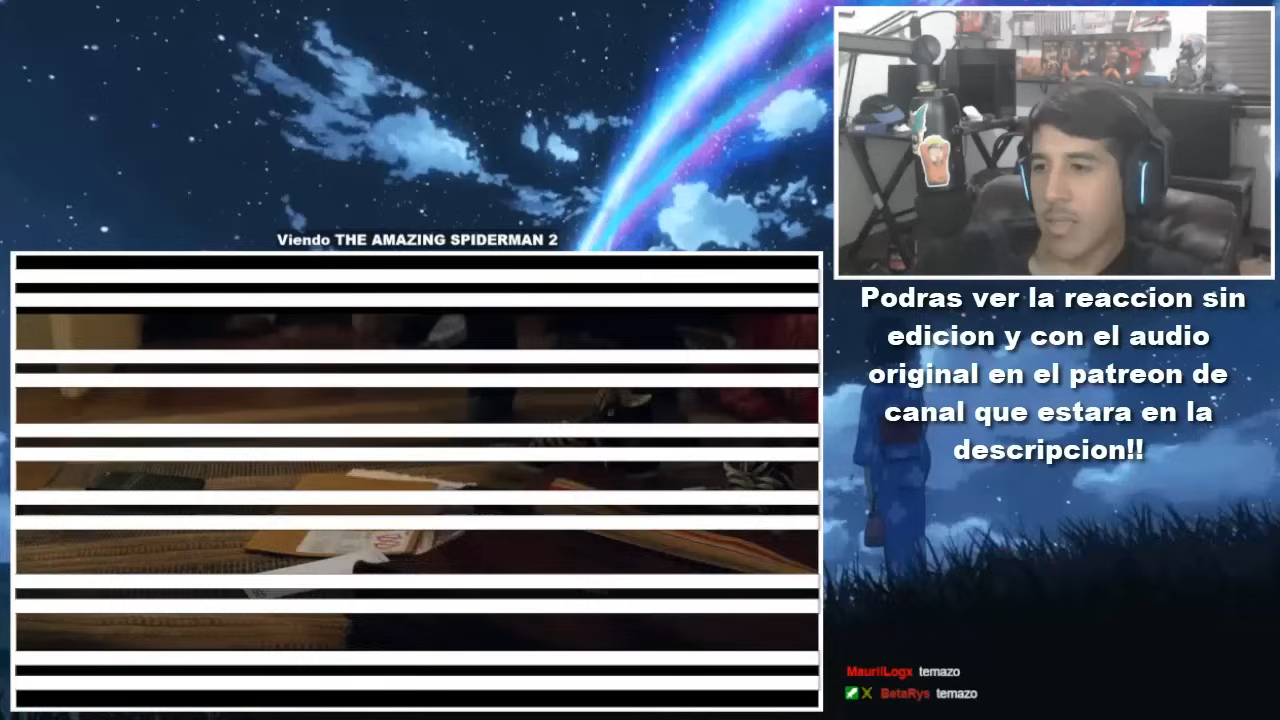 Viendo THE AMAZING SPIDERMAN 2
Podras ver la reaccion sin
edicion y con el audio
original en el patreon de
canal que estara en la
descripcion!!
MauriiLogx temazo
BetaRys temazo